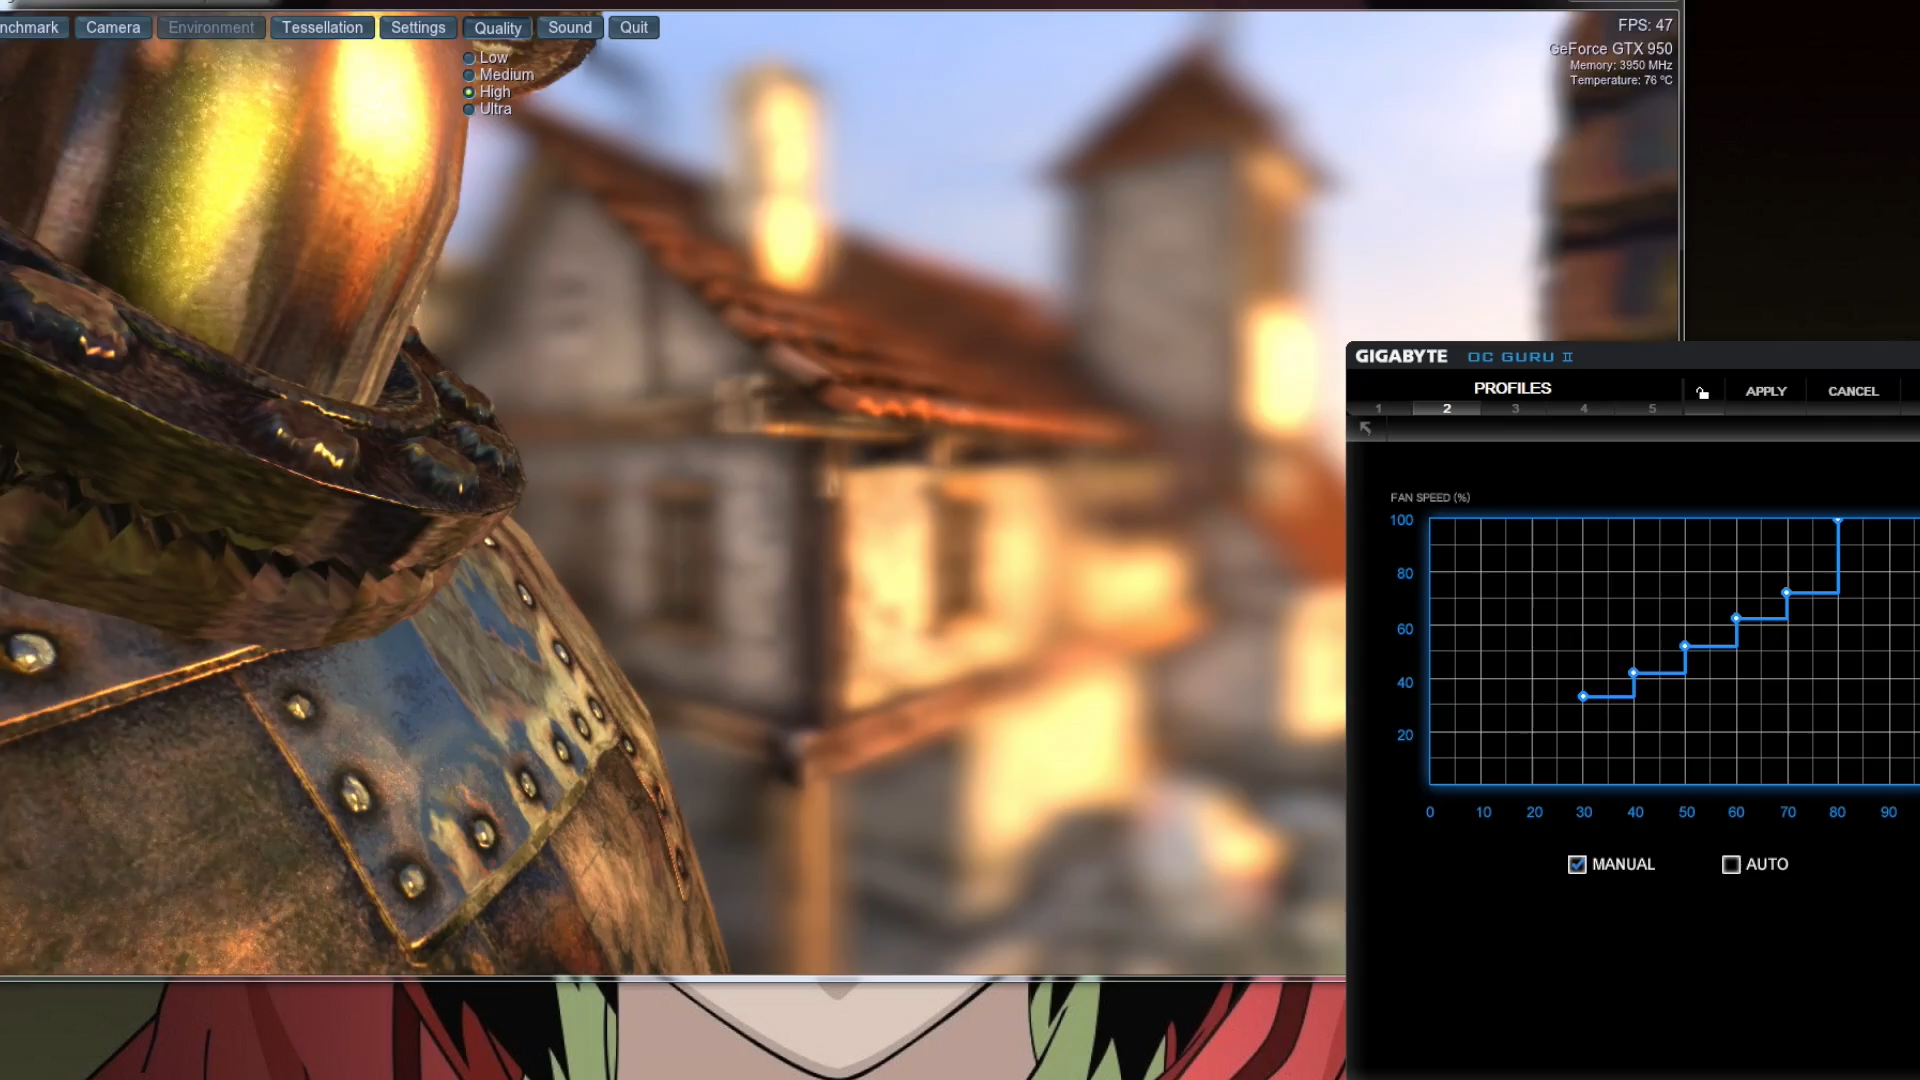 nchmark Camera Environment Tessellation Settings Quality Sound Quit
Low
Medium
High
Ultra
FPS: 47
GeForce GTX 950
Memory: 3950 MHz
Temperature: 76 ºC
GIGABYTE OC GURU II
PROFILES
1 2 3 4 5
APPLY CANCEL
FAN SPEED (%)
100
80
60
40
20
0 10 20 30 40 50 60 70 80 90
MANUAL AUTO